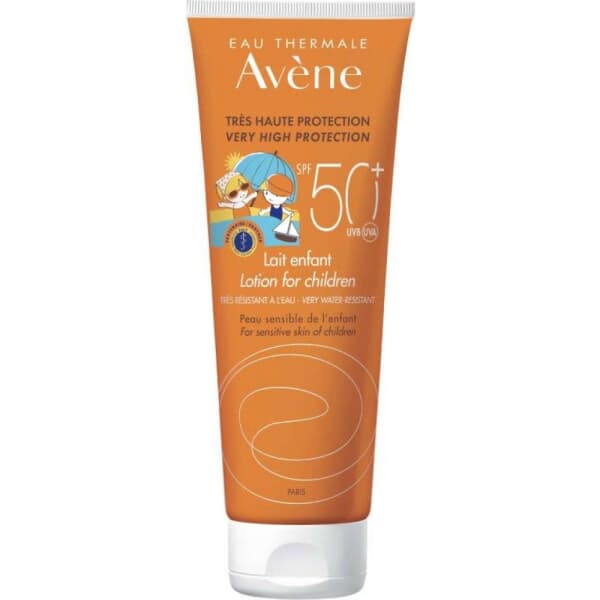 EAU THERMALE
Avène
TRÈS HAUTE PROTECTION
VERY HIGH PROTECTION
SPF 50+
UVB UVA
Lait enfant
Lotion for children
TRÈS RÉSISTANT À L'EAU - VERY WATER-RESISTANT
Peau sensible de l'enfant
For sensitive skin of children
PARIS